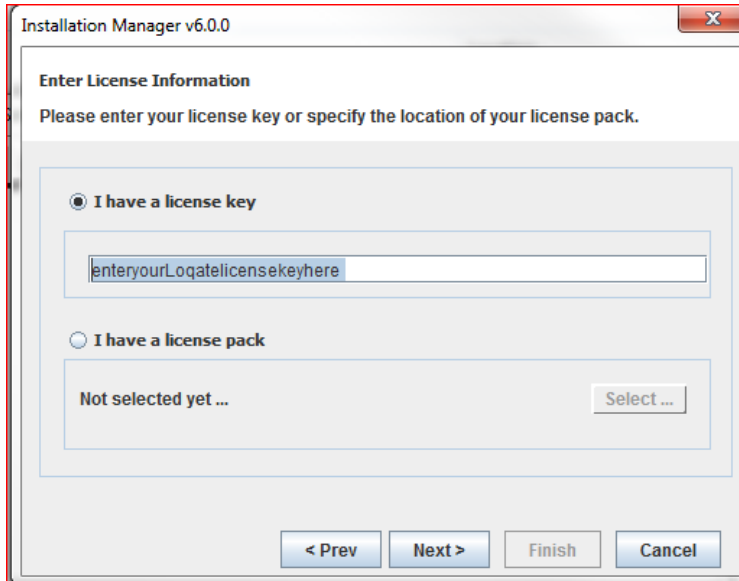 Installation Manager v6.0.0
Enter License Information
Please enter your license key or specify the location of your license pack.
I have a license key
enteryourLoqatelicensekeyhere
I have a license pack
Not selected yet ...
Select ...
< Prev
Next >
Finish
Cancel